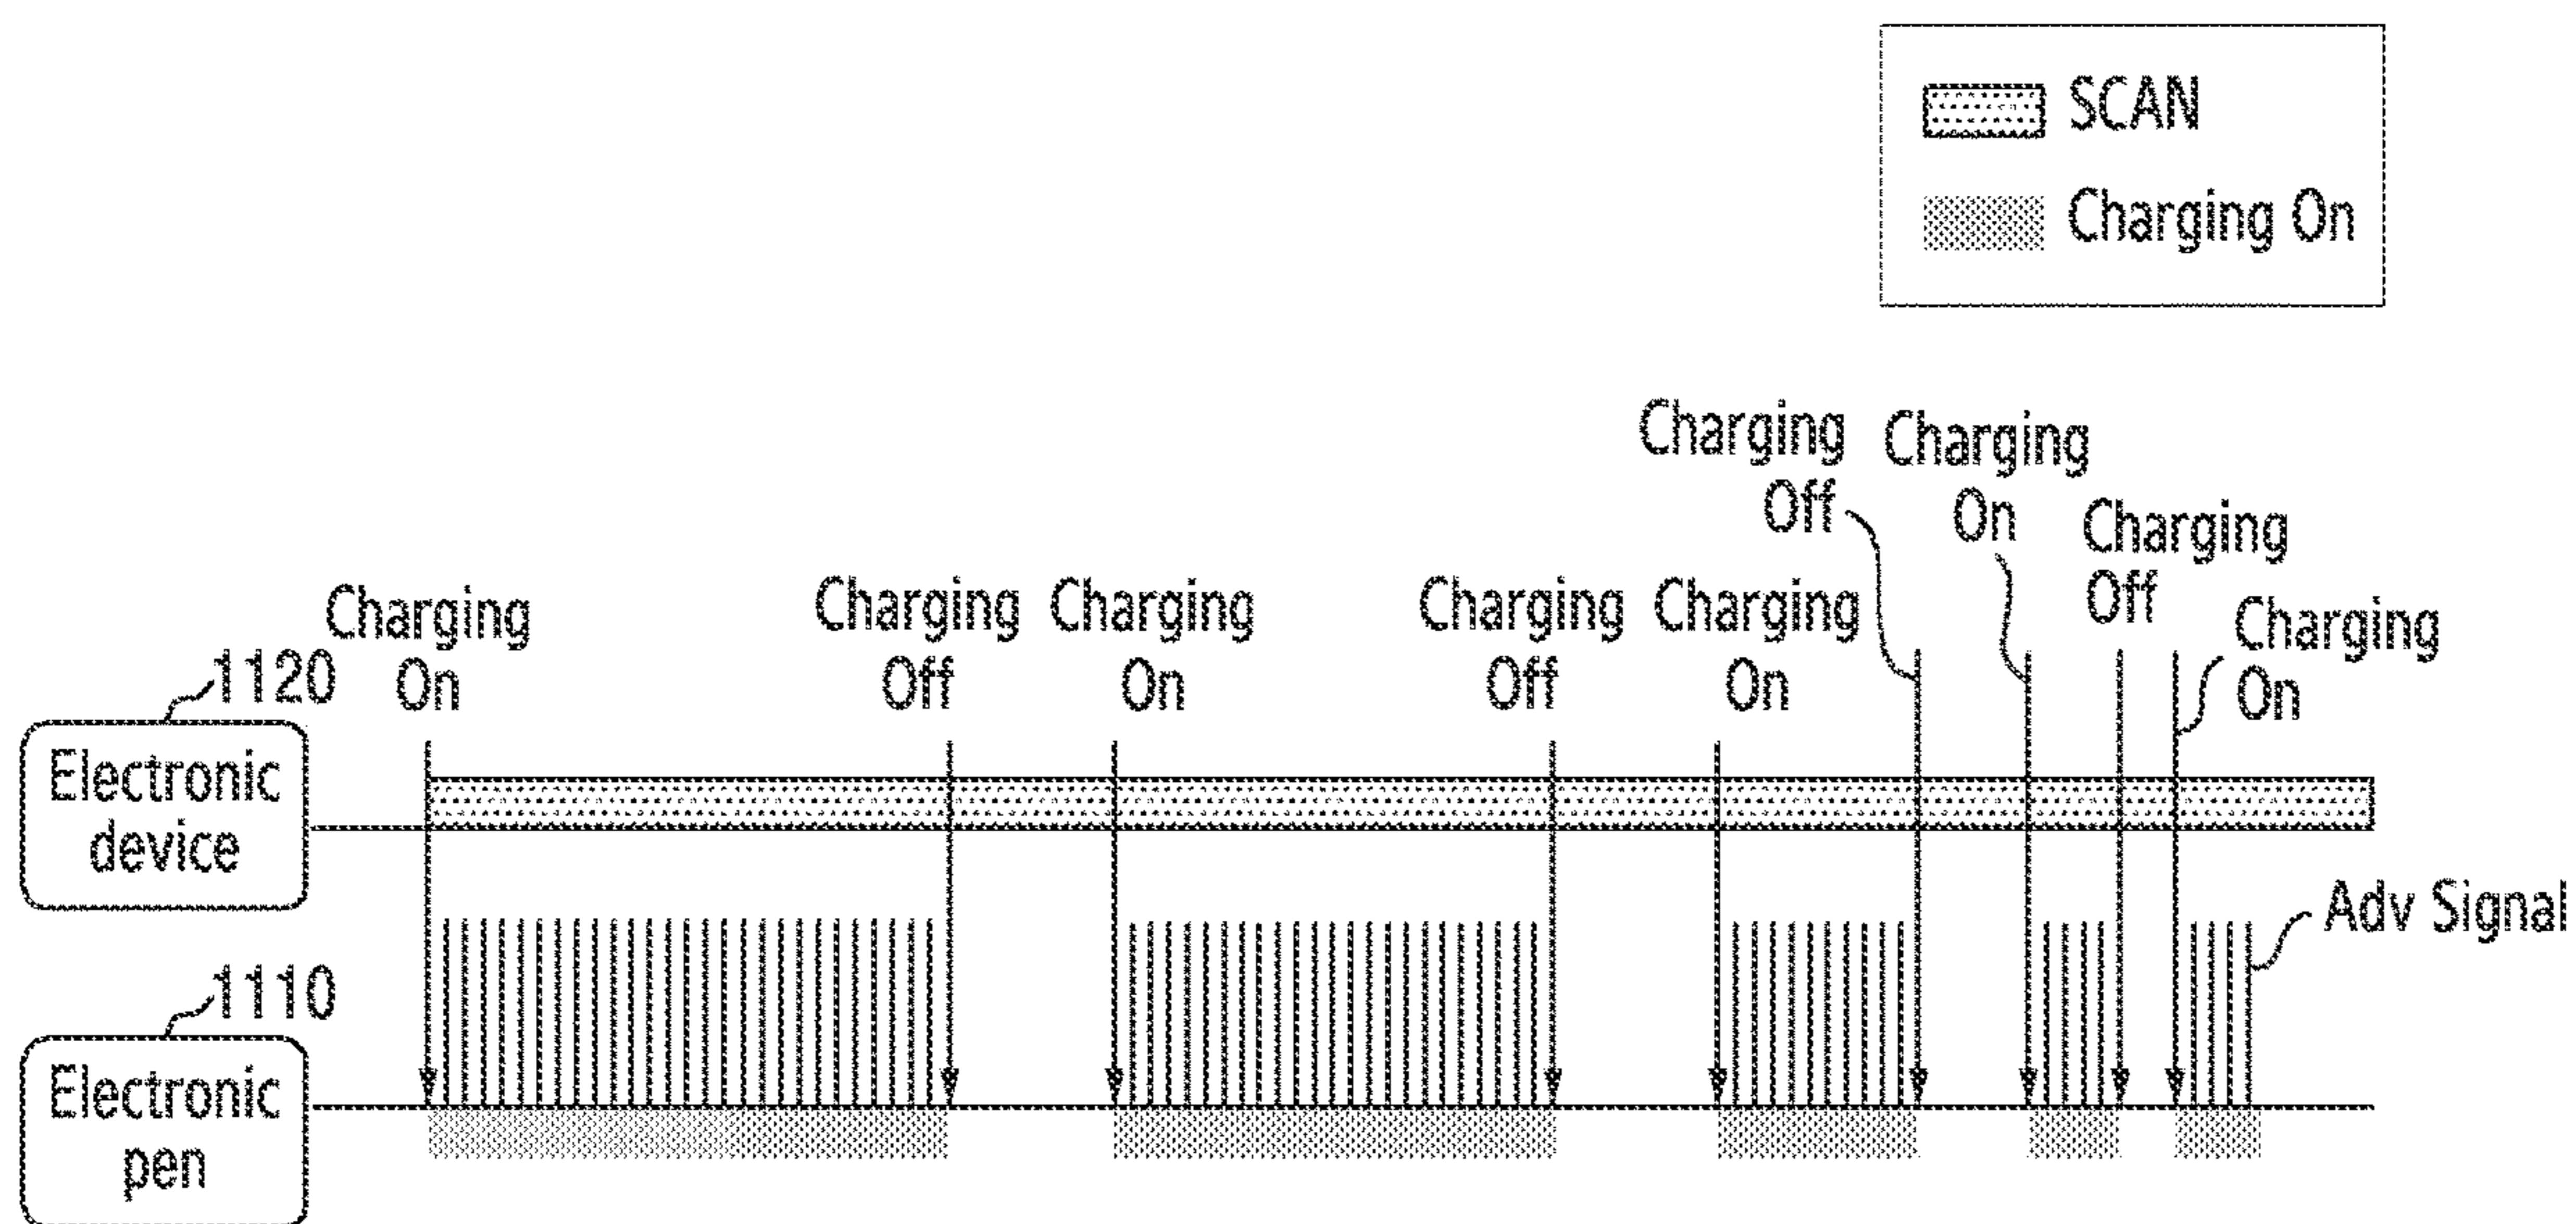 SCAN
Charging On
Charging
Off
Charging
On
Charging
Off
Charging
On
Charging
On
Charging
Off
Charging
On
Charging
Off
Charging
On
1120
Electronic
device
Adv Signal
1110
Electronic
pen